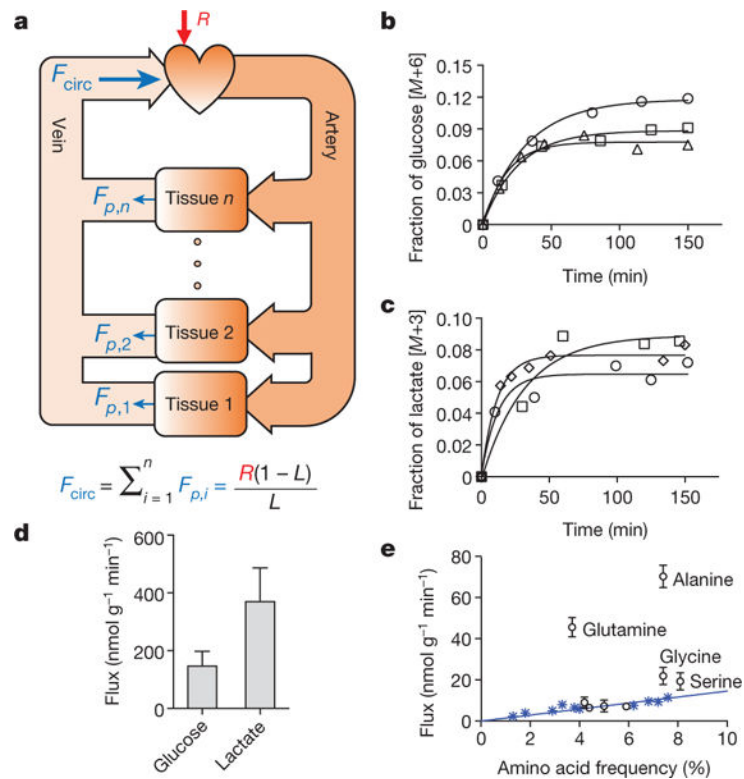 a
R
F_circ
Vein
Artery
Tissue n
F_p,n
Tissue 2
F_p,2
Tissue 1
F_p,1
F_circ = ∑_{i = 1}^{n} F_p,i = R(1 – L) / L
b
Fraction of glucose [M+6]
0.15
0.12
0.09
0.06
0.03
0
0 50 100 150
Time (min)
c
Fraction of lactate [M+3]
0.10
0.08
0.06
0.04
0.02
0
0 50 100 150
Time (min)
d
Flux (nmol g⁻¹ min⁻¹)
600
400
200
0
Glucose
Lactate
e
Flux (nmol g⁻¹ min⁻¹)
80
60
40
20
0
Alanine
Glutamine
Glycine
Serine
0 2 4 6 8 10
Amino acid frequency (%)